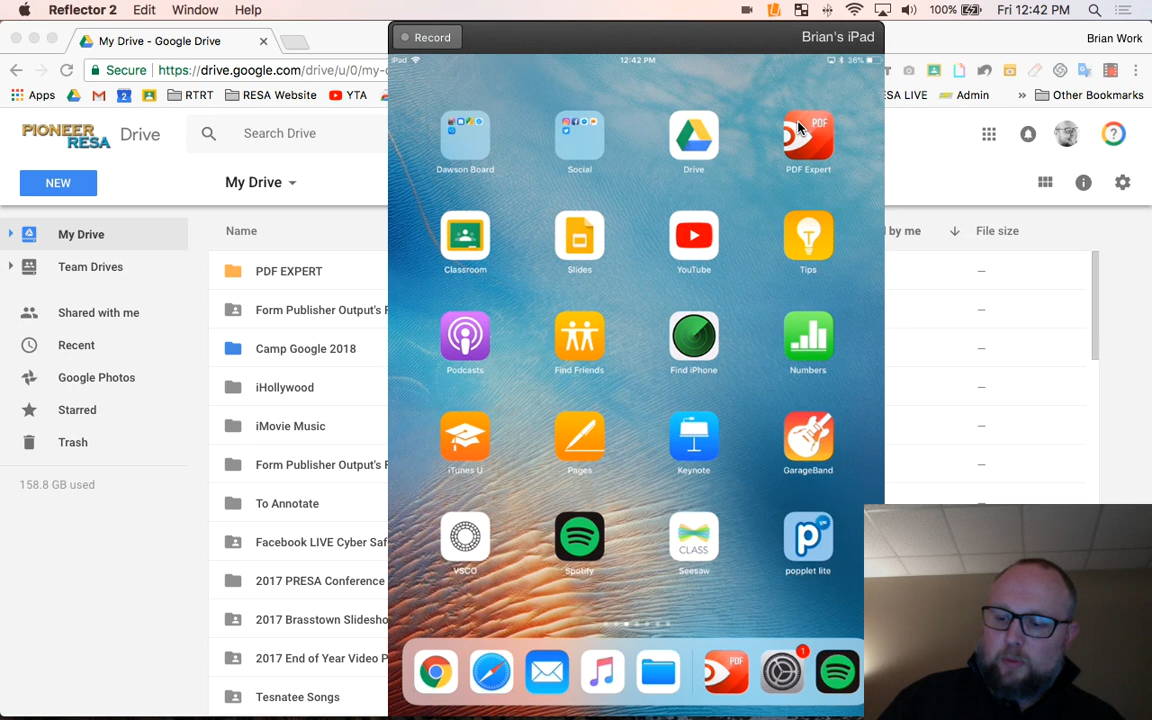 Reflector 2 Edit Window Help
100% Fri 12:42 PM
My Drive - Google Drive
Record
Brian's iPad
Brian Work
Secure https://drive.google.com/drive/u/0/my-
iPad
12:42 PM
36%
Apps
2
RTRT
RESA Website
YTA
ESA LIVE
Admin
» Other Bookmarks
PIONEER
RESA
Drive
Search Drive
PDF
Dawson Board
Social
Drive
PDF Expert
NEW
My Drive
My Drive
Name
d by me
File size
Team Drives
PDF EXPERT
—
Classroom
Slides
YouTube
Tips
Shared with me
Form Publisher Output's F
—
Recent
Camp Google 2018
—
Google Photos
Podcasts
Find Friends
Find iPhone
Numbers
iHollywood
—
Starred
iMovie Music
—
Trash
Form Publisher Output's F
—
iTunes U
Pages
Keynote
GarageBand
158.8 GB used
To Annotate
—
Facebook LIVE Cyber Saf
CLASS
p
VSCO
Spotify
Seesaw
popplet lite
2017 PRESA Conference
2017 Brasstown Slidesho
2017 End of Year Video P
PDF
1
Tesnatee Songs